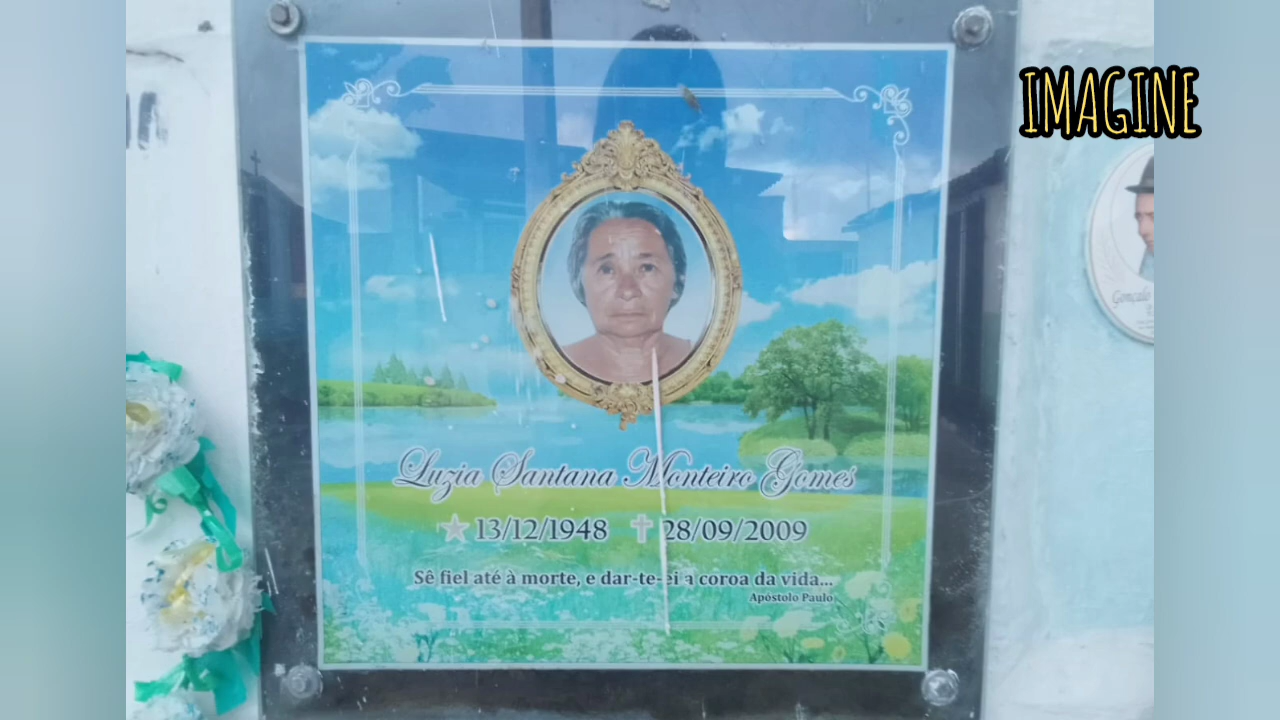 IMAGINE
Luzia Santana Monteiro Gomes
13/12/1948 28/09/2009
Sê fiel até à morte, e dar-te-ei a coroa da vida...
Apóstolo Paulo
Gonçalo